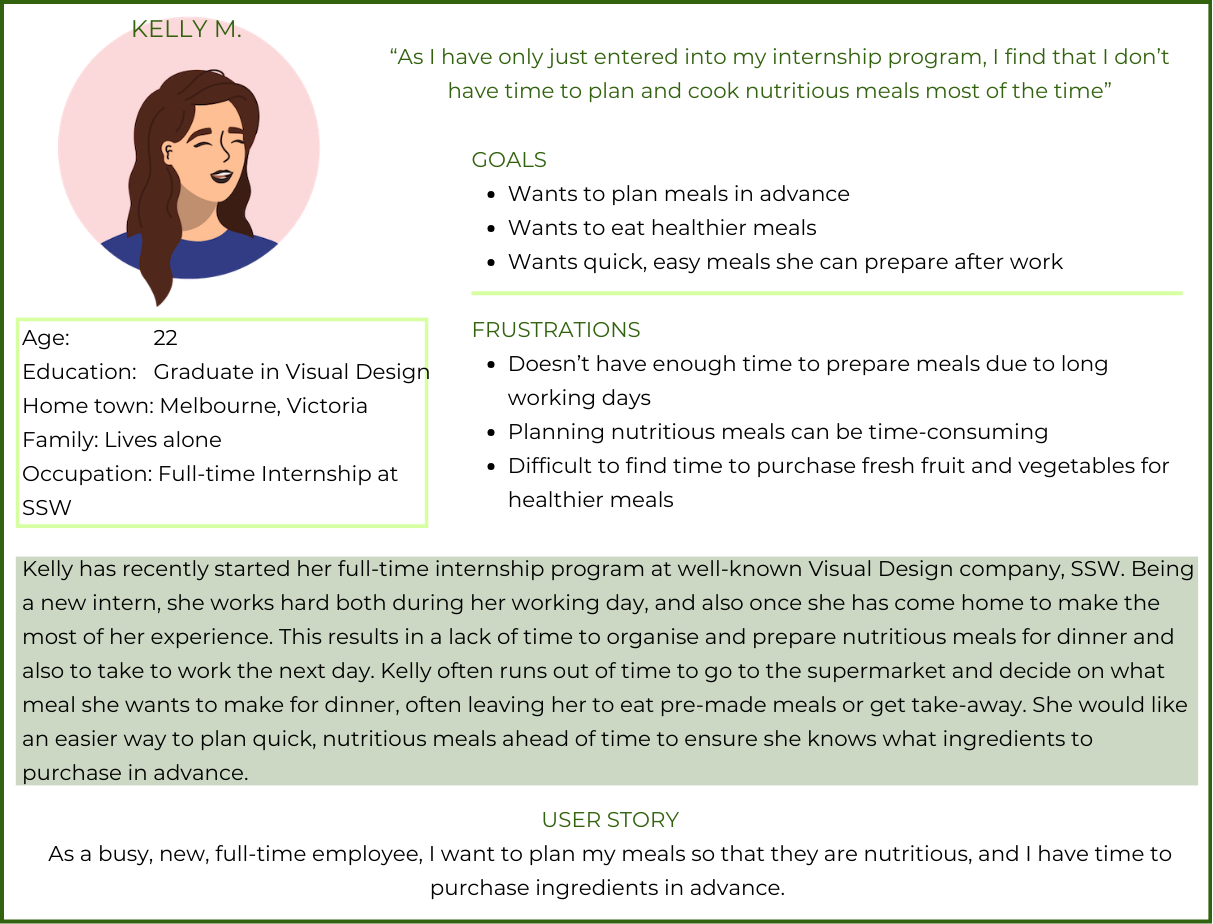 KELLY M.
“As I have only just entered into my internship program, I find that I don’t
have time to plan and cook nutritious meals most of the time”
GOALS
• Wants to plan meals in advance
• Wants to eat healthier meals
• Wants quick, easy meals she can prepare after work
Age: 22
Education: Graduate in Visual Design
Home town: Melbourne, Victoria
Family: Lives alone
Occupation: Full-time Internship at
SSW
FRUSTRATIONS
• Doesn’t have enough time to prepare meals due to long
working days
• Planning nutritious meals can be time-consuming
• Difficult to find time to purchase fresh fruit and vegetables for
healthier meals
Kelly has recently started her full-time internship program at well-known Visual Design company, SSW. Being
a new intern, she works hard both during her working day, and also once she has come home to make the
most of her experience. This results in a lack of time to organise and prepare nutritious meals for dinner and
also to take to work the next day. Kelly often runs out of time to go to the supermarket and decide on what
meal she wants to make for dinner, often leaving her to eat pre-made meals or get take-away. She would like
an easier way to plan quick, nutritious meals ahead of time to ensure she knows what ingredients to
purchase in advance.
USER STORY
As a busy, new, full-time employee, I want to plan my meals so that they are nutritious, and I have time to
purchase ingredients in advance.